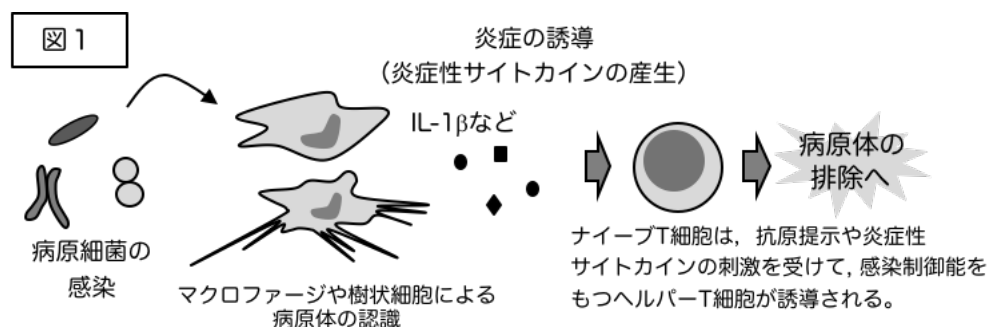 図1
炎症の誘導
（炎症性サイトカインの産生）
IL-1βなど
病原体の
排除へ
病原細菌の
感染
マクロファージや樹状細胞による
病原体の認識
ナイーブT細胞は，抗原提示や炎症性
サイトカインの刺激を受けて，感染制御能を
もつヘルパーT細胞が誘導される。